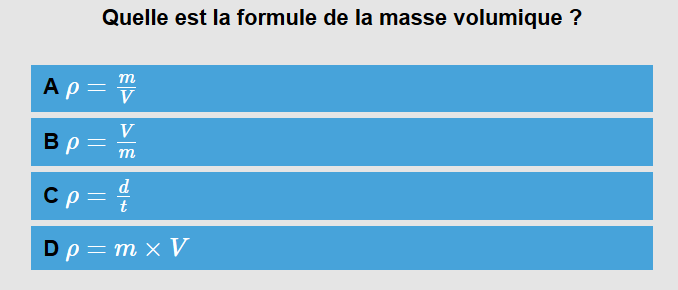 Quelle est la formule de la masse volumique ?
A ρ = m/V
B ρ = V/m
C ρ = d/t
D ρ = m × V